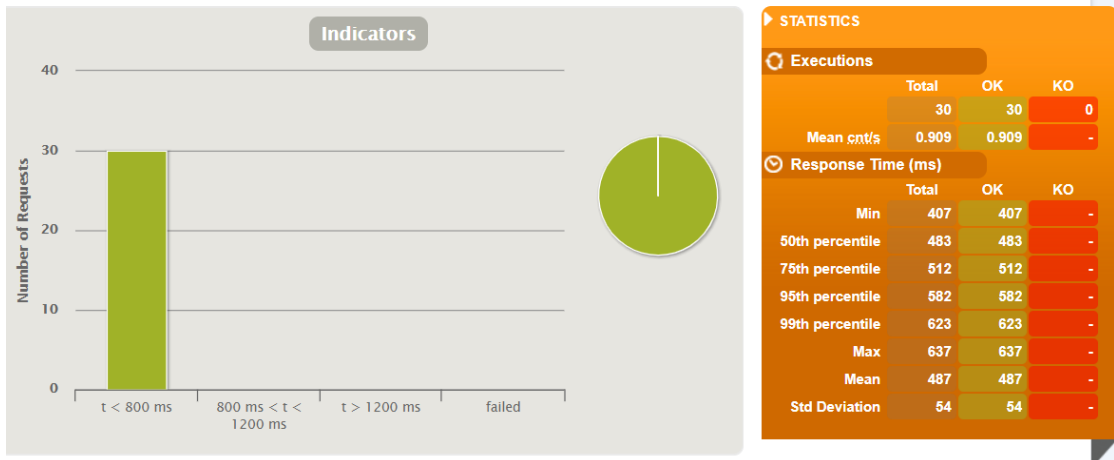 Indicators
40
30
20
10
0
Number of Requests
t < 800 ms
800 ms < t <
1200 ms
t > 1200 ms
failed
STATISTICS
Executions
Total OK KO
30 30 0
Mean cnt/s 0.909 0.909 -
Response Time (ms)
Total OK KO
Min 407 407 -
50th percentile 483 483 -
75th percentile 512 512 -
95th percentile 582 582 -
99th percentile 623 623 -
Max 637 637 -
Mean 487 487 -
Std Deviation 54 54 -